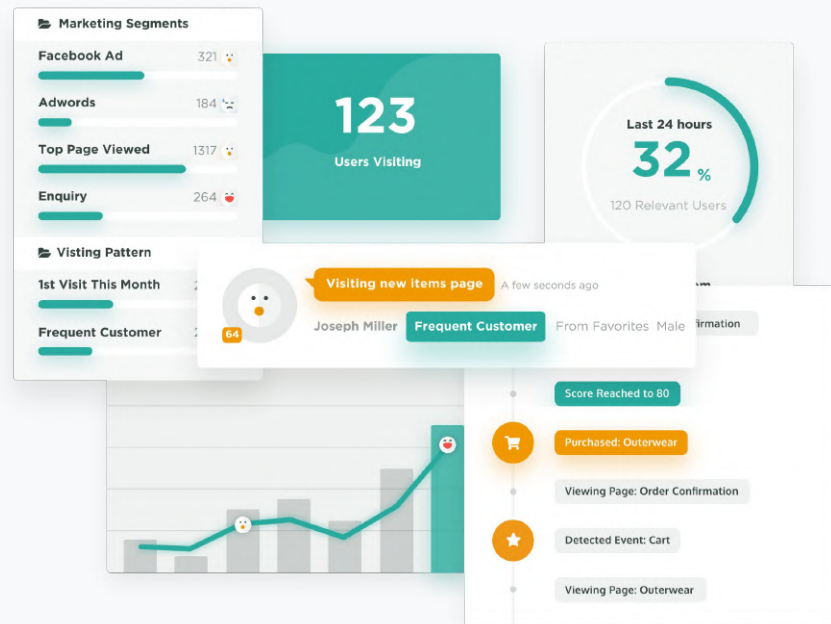 Marketing Segments
Facebook Ad 321
Adwords 184
Top Page Viewed 1317
Enquiry 264
Visting Pattern
1st Visit This Month
Frequent Customer
123
Users Visiting
Last 24 hours
32 %
120 Relevant Users
Visiting new items page A few seconds ago
64
Joseph Miller Frequent Customer From Favorites Male
Score Reached to 80
Purchased: Outerwear
Viewing Page: Order Confirmation
Detected Event: Cart
Viewing Page: Outerwear